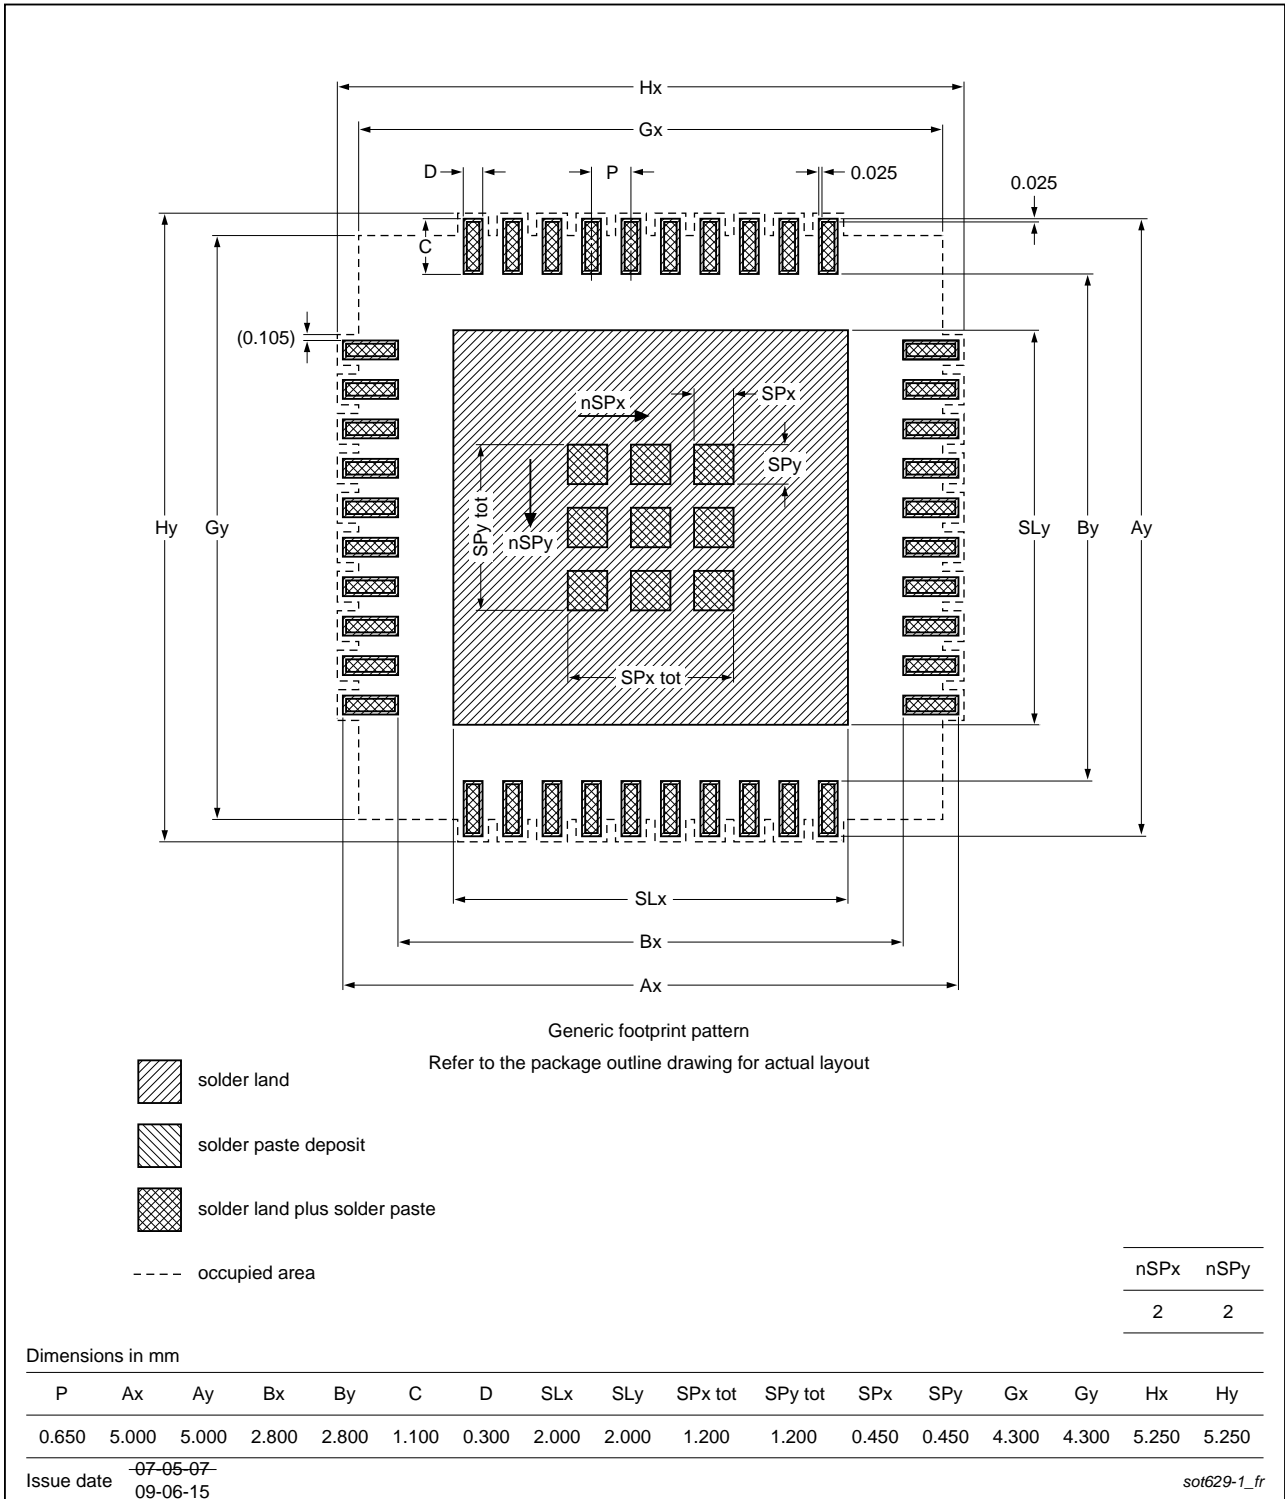 Hx
Gx
D
P
0.025
0.025
C
(0.105)
nSPx
SPx
SPy
SPy tot
nSPy
Hy
Gy
SLy
By
Ay
SPx tot
SLx
Bx
Ax
Generic footprint pattern
Refer to the package outline drawing for actual layout
solder land
solder paste deposit
solder land plus solder paste
occupied area
nSPx nSPy
2 2
Dimensions in mm
P Ax Ay Bx By C D SLx SLy SPx tot SPy tot SPx SPy Gx Gy Hx Hy
0.650 5.000 5.000 2.800 2.800 1.100 0.300 2.000 2.000 1.200 1.200 0.450 0.450 4.300 4.300 5.250 5.250
Issue date 07-05-07
09-06-15
sot629-1_fr